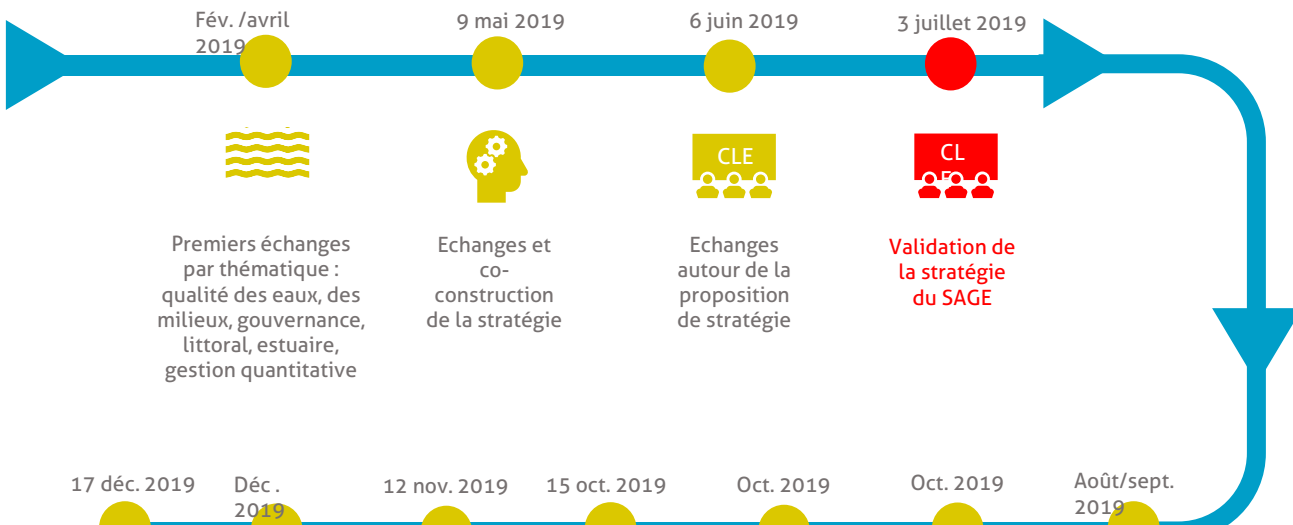 Fév. /avril
2019
9 mai 2019
6 juin 2019
3 juillet 2019
CLE
CL
E
Premiers échanges
par thématique :
qualité des eaux, des
milieux, gouvernance,
littoral, estuaire,
gestion quantitative
Echanges et
co-
construction
de la stratégie
Echanges
autour de la
proposition
de stratégie
Validation de
la stratégie
du SAGE
17 déc. 2019
Déc .
2019
12 nov. 2019
15 oct. 2019
Oct. 2019
Oct. 2019
Août/sept.
2019